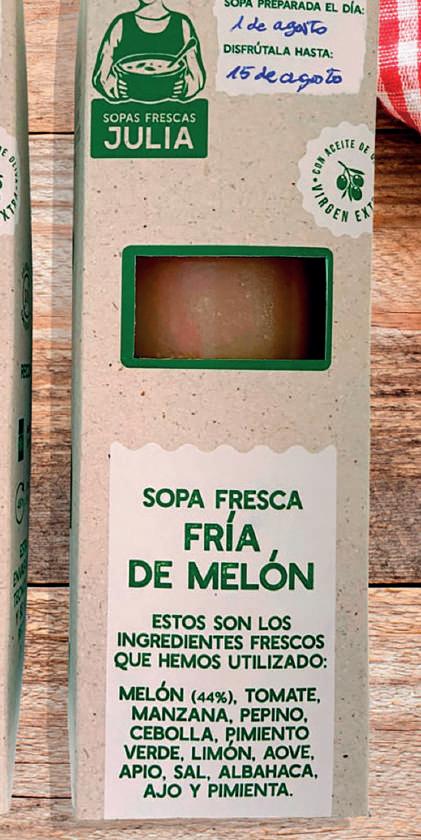 SOPA PREPARADA EL DÍA:
1 de agosto
DISFRÚTALA HASTA:
15 de agosto
SOPAS FRESCAS
JULIA
CON ACEITE DE
VIRGEN EXT
SOPA FRESCA
FRÍA
DE MELÓN
ESTOS SON LOS
INGREDIENTES FRESCOS
QUE HEMOS UTILIZADO:
MELÓN (44%), TOMATE,
MANZANA, PEPINO,
CEBOLLA, PIMIENTO
VERDE, LIMÓN, AOVE,
APIO, SAL, ALBAHACA,
AJO Y PIMIENTA.